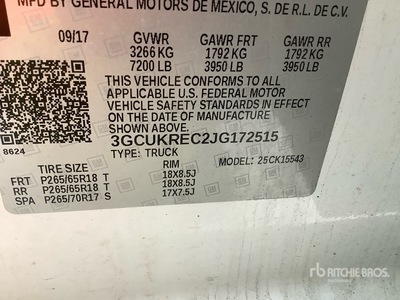 MFD BY GENERAL MOTORS DE MEXICO, S. DE R.L. DE C.V.
09/17 GVWR GAWR FRT GAWR RR
3266 KG 1792 KG 1792 KG
7200 LB 3950 LB 3950 LB
THIS VEHICLE CONFORMS TO ALL
APPLICABLE U.S. FEDERAL MOTOR
VEHICLE SAFETY STANDARDS IN EFFECT
ON THE DATE OF MANUFACTURE
SHOWN ABOVE.
8624
3GCUKREC2JG172515
TYPE: TRUCK MODEL: 25CK15543
TIRE SIZE RIM
FRT P265/65R18 T 18X8.5J
RR P265/65R18 T 18X8.5J
SPA P265/70R17 S 17X7.5J
rb RITCHIE BROS.